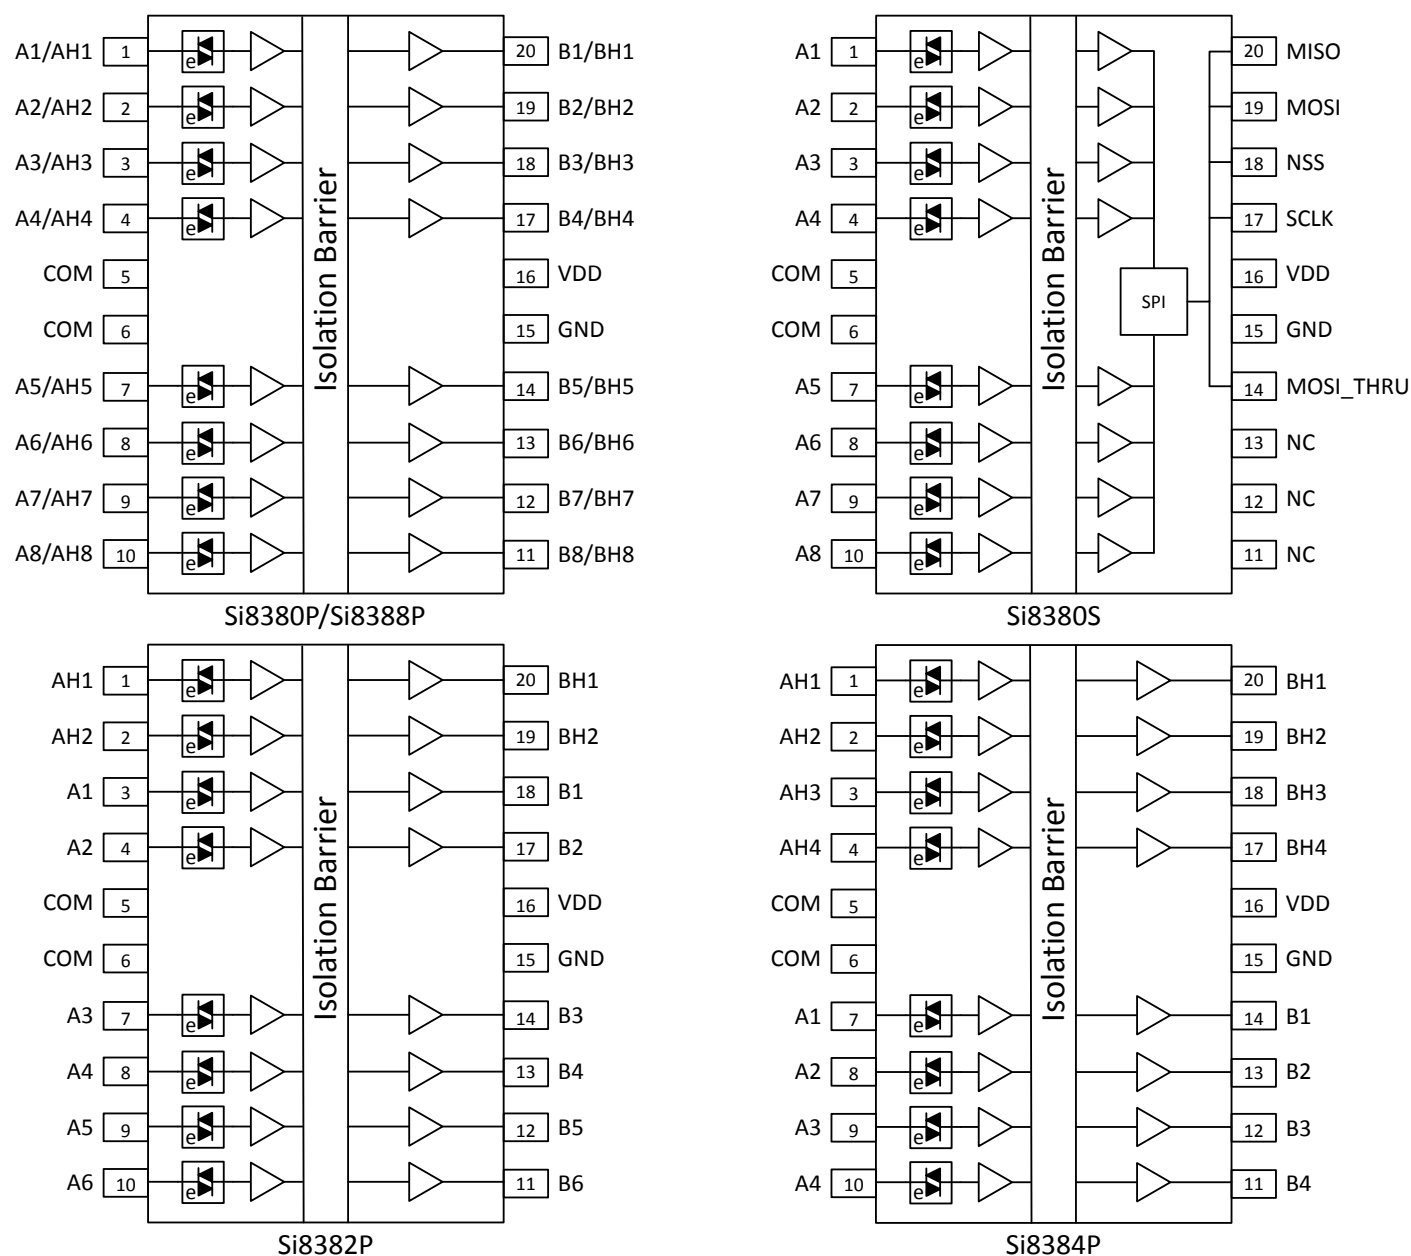 A1/AH1 1 e 20 B1/BH1
A2/AH2 2 e 19 B2/BH2
A3/AH3 3 e 18 B3/BH3
A4/AH4 4 e 17 B4/BH4
COM 5 16 VDD
COM 6 15 GND
A5/AH5 7 e 14 B5/BH5
A6/AH6 8 e 13 B6/BH6
A7/AH7 9 e 12 B7/BH7
A8/AH8 10 e 11 B8/BH8
Isolation Barrier
Si8380P/Si8388P
A1 1 e 20 MISO
A2 2 e 19 MOSI
A3 3 e 18 NSS
A4 4 e 17 SCLK
COM 5 16 VDD
SPI
COM 6 15 GND
A5 7 e 14 MOSI_THRU
A6 8 e 13 NC
A7 9 e 12 NC
A8 10 e 11 NC
Isolation Barrier
Si8380S
AH1 1 e 20 BH1
AH2 2 e 19 BH2
A1 3 e 18 B1
A2 4 e 17 B2
COM 5 16 VDD
COM 6 15 GND
A3 7 e 14 B3
A4 8 e 13 B4
A5 9 e 12 B5
A6 10 e 11 B6
Isolation Barrier
Si8382P
AH1 1 e 20 BH1
AH2 2 e 19 BH2
AH3 3 e 18 BH3
AH4 4 e 17 BH4
COM 5 16 VDD
COM 6 15 GND
A1 7 e 14 B1
A2 8 e 13 B2
A3 9 e 12 B3
A4 10 e 11 B4
Isolation Barrier
Si8384P